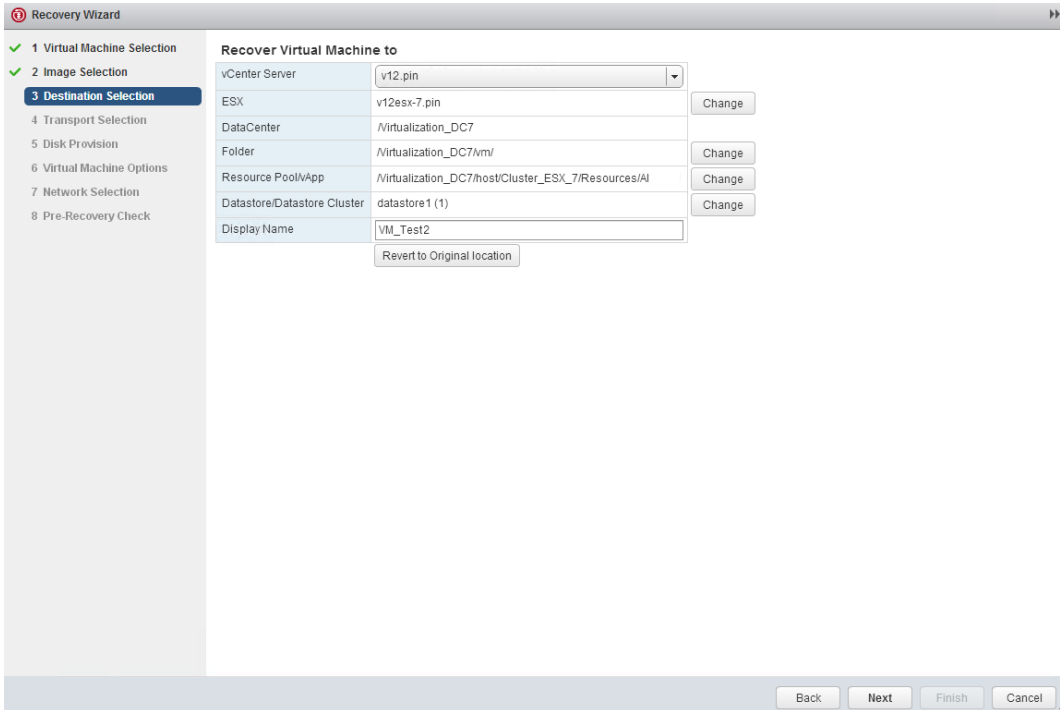 Recovery Wizard
1 Virtual Machine Selection
2 Image Selection
3 Destination Selection
4 Transport Selection
5 Disk Provision
6 Virtual Machine Options
7 Network Selection
8 Pre-Recovery Check
Recover Virtual Machine to
vCenter Server v12.pin
ESX v12esx-7.pin Change
DataCenter /Virtualization_DC7
Folder /Virtualization_DC7/vm/ Change
Resource Pool/vApp /Virtualization_DC7/host/Cluster_ESX_7/Resources/Al Change
Datastore/Datastore Cluster datastore1 (1) Change
Display Name VM_Test2
Revert to Original location
Back Next Finish Cancel